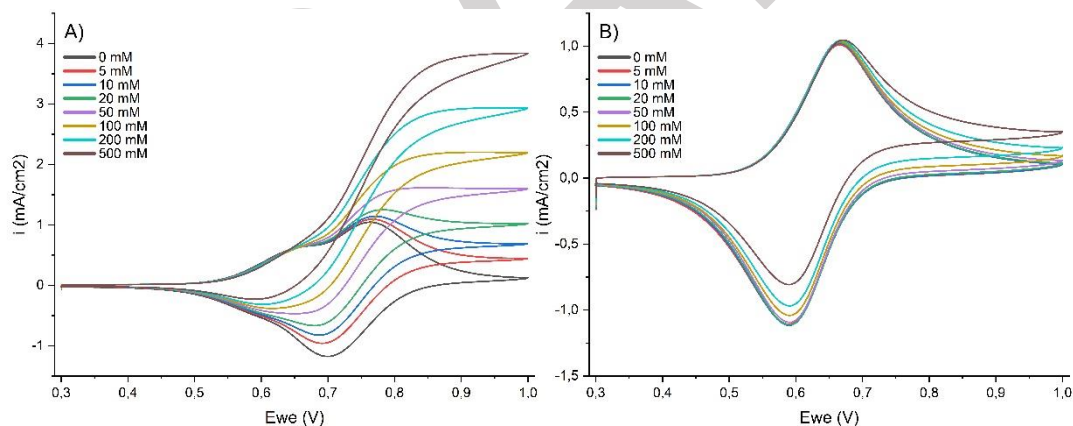 A)
0 mM
5 mM
10 mM
20 mM
50 mM
100 mM
200 mM
500 mM
4
3
2
1
0
-1
i (mA/cm2)
0,3 0,4 0,5 0,6 0,7 0,8 0,9 1,0
Ewe (V)
B)
0 mM
5 mM
10 mM
20 mM
50 mM
100 mM
200 mM
500 mM
1,0
0,5
0,0
-0,5
-1,0
-1,5
i (mA/cm2)
0,3 0,4 0,5 0,6 0,7 0,8 0,9 1,0
Ewe (V)